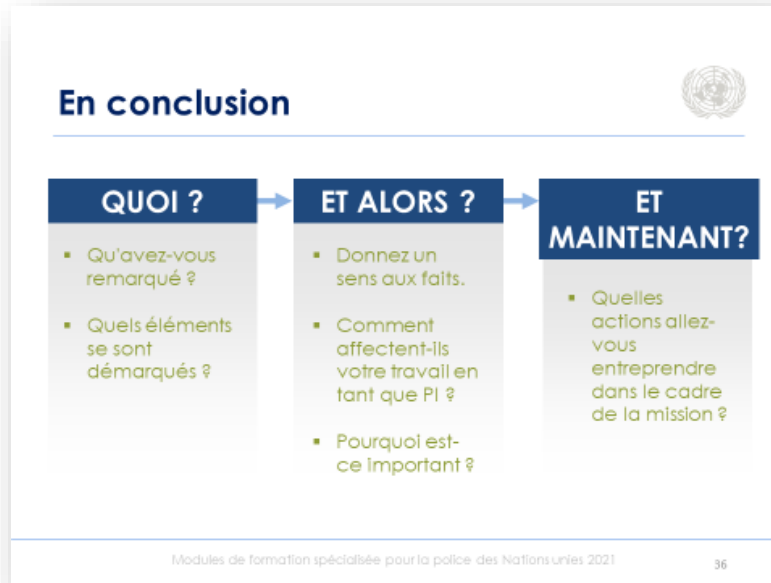 En conclusion
QUOI ?
Qu'avez-vous
remarqué ?
Quels éléments
se sont
démarqués ?
ET ALORS ?
Donnez un
sens aux faits.
Comment
affectent-ils
votre travail en
tant que PI ?
Pourquoi est-
ce important ?
ET
MAINTENANT?
Quelles
actions allez-
vous
entreprendre
dans le cadre
de la mission ?
Modules de formation spécialisée pour la police des Nations unies 2021
36